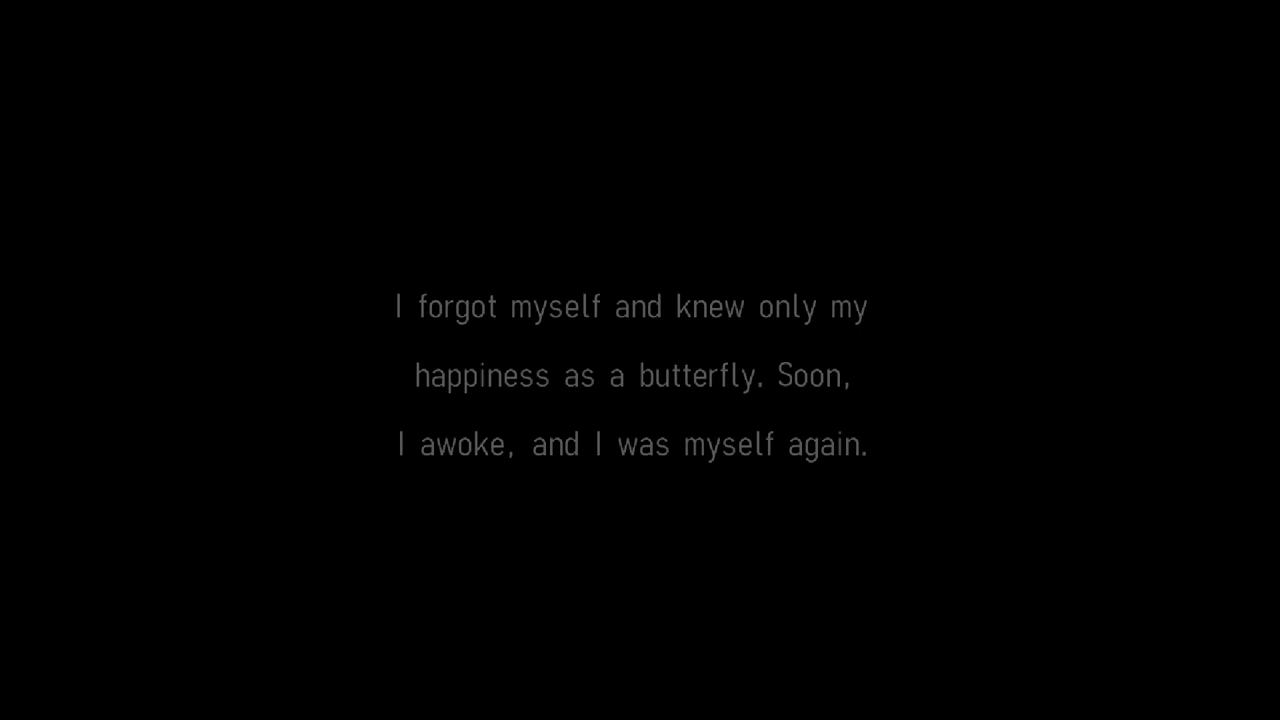 I forgot myself and knew only my
happiness as a butterfly. Soon,
I awoke, and I was myself again.